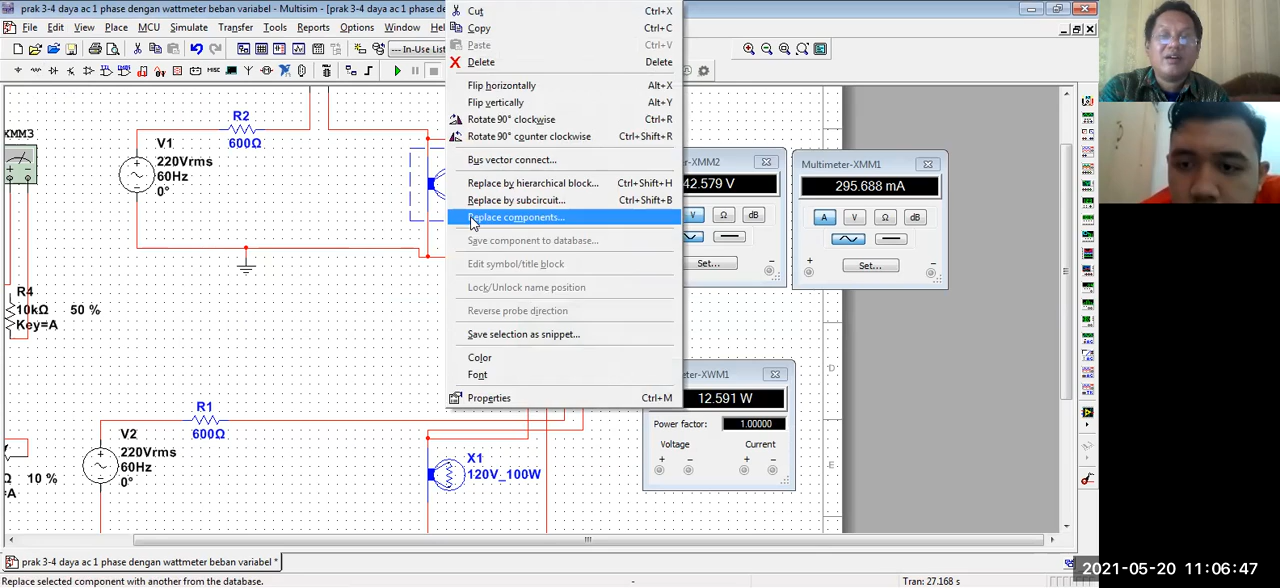 prak 3-4 daya ac 1 phase dengan wattmeter beban variabel - Multisim - [prak 3-4 d
File Edit View Place MCU Simulate Transfer Tools Reports Options Window
In-Use List
Cut Ctrl+X
Copy Ctrl+C
Paste Ctrl+V
Delete Delete
Flip horizontally Alt+X
Flip vertically Alt+Y
Rotate 90° clockwise Ctrl+R
Rotate 90° counter clockwise Ctrl+Shift+R
Bus vector connect...
Replace by hierarchical block... Ctrl+Shift+H
Replace by subcircuit... Ctrl+Shift+B
Replace components...
Save component to database...
Edit symbol/title block
Lock/Unlock name position
Reverse probe direction
Save selection as snippet...
Color
Font
Properties Ctrl+M
XMM3
R2
600Ω
V1
220Vrms
60Hz
0°
R4
10kΩ 50 %
Key=A
R1
600Ω
V2
220Vrms
60Hz
0°
10 %
=A
X1
120V_100W
-XMM2
42.579 V
V Ω dB
Set...
Multimeter-XMM1
295.688 mA
A V Ω dB
Set...
+ -
meter-XWM1
12.591 W
Power factor: 1.00000
Voltage Current
+ - + -
D
E
prak 3-4 daya ac 1 phase dengan wattmeter beban variabel *
Replace selected component with another from the database.
Tran: 27.168 s
2021-05-20 11:06:47